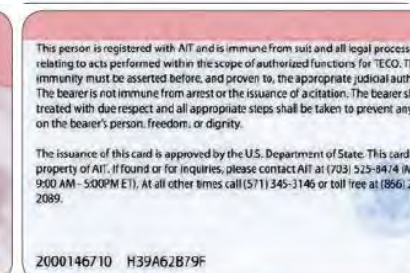 This person is registered with AIT and is immune from suit and all legal process
relating to acts performed within the scope of authorized functions for TECO. T
immunity must be asserted before, and proven to, the appropriate judicial auth
The bearer is not immune from arrest or the issuance of a citation. The bearer s
treated with due respect and all appropriate steps shall be taken to prevent any
on the bearer's person, freedom, or dignity.
The issuance of this card is approved by the U.S. Department of State. This card
property of AIT. If found or for inquiries, please contact AIT at (703) 525-8474 (M
9:00 AM - 5:00PM ET). At all other times call (571) 345-3146 or toll free at (866) 2
2089.
2000146710 H39A62B79F